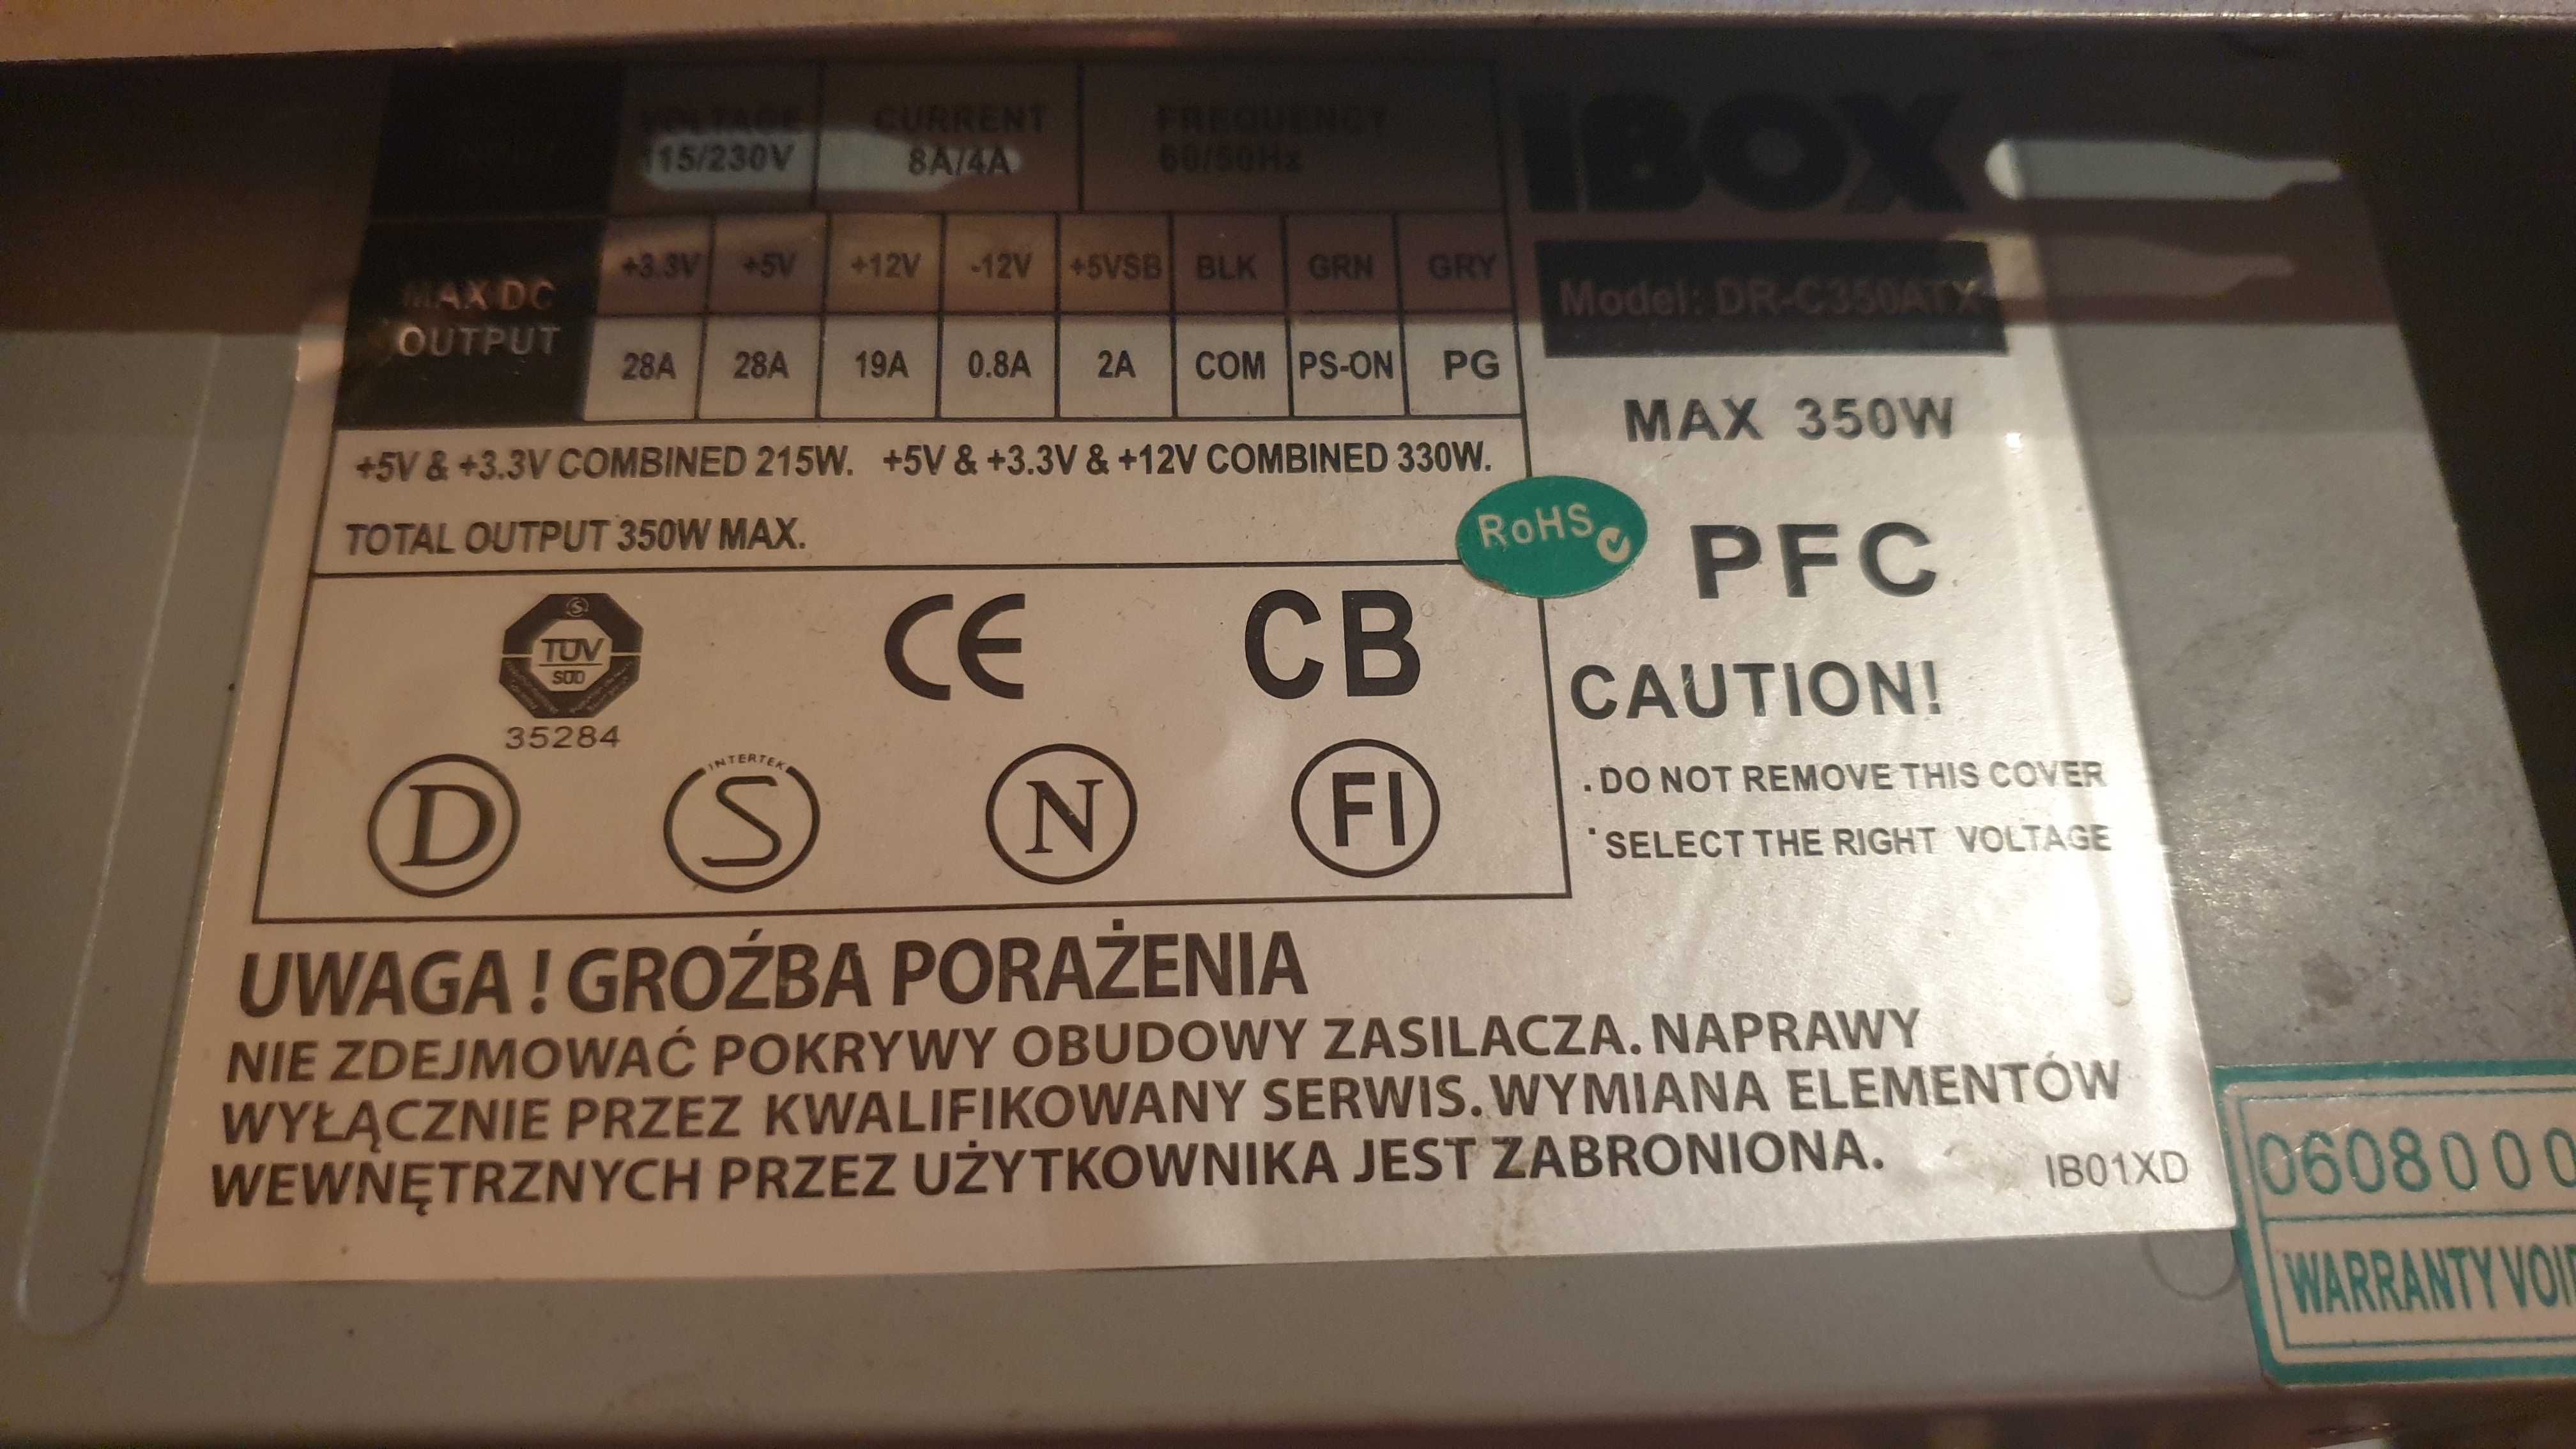 VOLTAGE CURRENT FREQUENCY
115/230V 8A/4A 60/50Hz
IBOX
MAX DC OUTPUT
+3.3V +5V +12V -12V +5VSB BLK GRN GRY
28A 28A 19A 0.8A 2A COM PS-ON PG
Model: DR-C350ATX
MAX 350W
+5V & +3.3V COMBINED 215W. +5V & +3.3V & +12V COMBINED 330W.
TOTAL OUTPUT 350W MAX.
RoHS
PFC
TÜV
SÜD
35284
CE
CB
CAUTION!
D
INTERTEK
S
N
FI
.DO NOT REMOVE THIS COVER
·SELECT THE RIGHT VOLTAGE
UWAGA ! GROŹBA PORAŻENIA
NIE ZDEJMOWAĆ POKRYWY OBUDOWY ZASILACZA. NAPRAWY
WYŁĄCZNIE PRZEZ KWALIFIKOWANY SERWIS. WYMIANA ELEMENTÓW
WEWNĘTRZNYCH PRZEZ UŻYTKOWNIKA JEST ZABRONIONA.
IB01XD
0608000
WARRANTY VOI